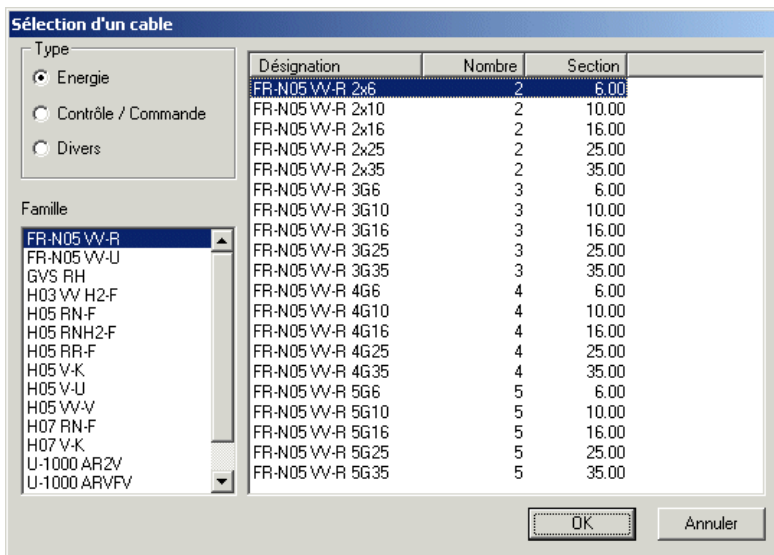 Sélection d'un cable
Type
Energie
Contrôle / Commande
Divers
Famille
FR-N05 VV-R
FR-N05 VV-U
GVS RH
H03 VV H2-F
H05 RN-F
H05 RNH2-F
H05 RR-F
H05 V-K
H05 V-U
H05 VV-V
H07 RN-F
H07 V-K
U-1000 AR2V
U-1000 ARVFV
Désignation Nombre Section
FR-N05 VV-R 2x6 2 6.00
FR-N05 VV-R 2x10 2 10.00
FR-N05 VV-R 2x16 2 16.00
FR-N05 VV-R 2x25 2 25.00
FR-N05 VV-R 2x35 2 35.00
FR-N05 VV-R 3G6 3 6.00
FR-N05 VV-R 3G10 3 10.00
FR-N05 VV-R 3G16 3 16.00
FR-N05 VV-R 3G25 3 25.00
FR-N05 VV-R 3G35 3 35.00
FR-N05 VV-R 4G6 4 6.00
FR-N05 VV-R 4G10 4 10.00
FR-N05 VV-R 4G16 4 16.00
FR-N05 VV-R 4G25 4 25.00
FR-N05 VV-R 4G35 4 35.00
FR-N05 VV-R 5G6 5 6.00
FR-N05 VV-R 5G10 5 10.00
FR-N05 VV-R 5G16 5 16.00
FR-N05 VV-R 5G25 5 25.00
FR-N05 VV-R 5G35 5 35.00
OK Annuler